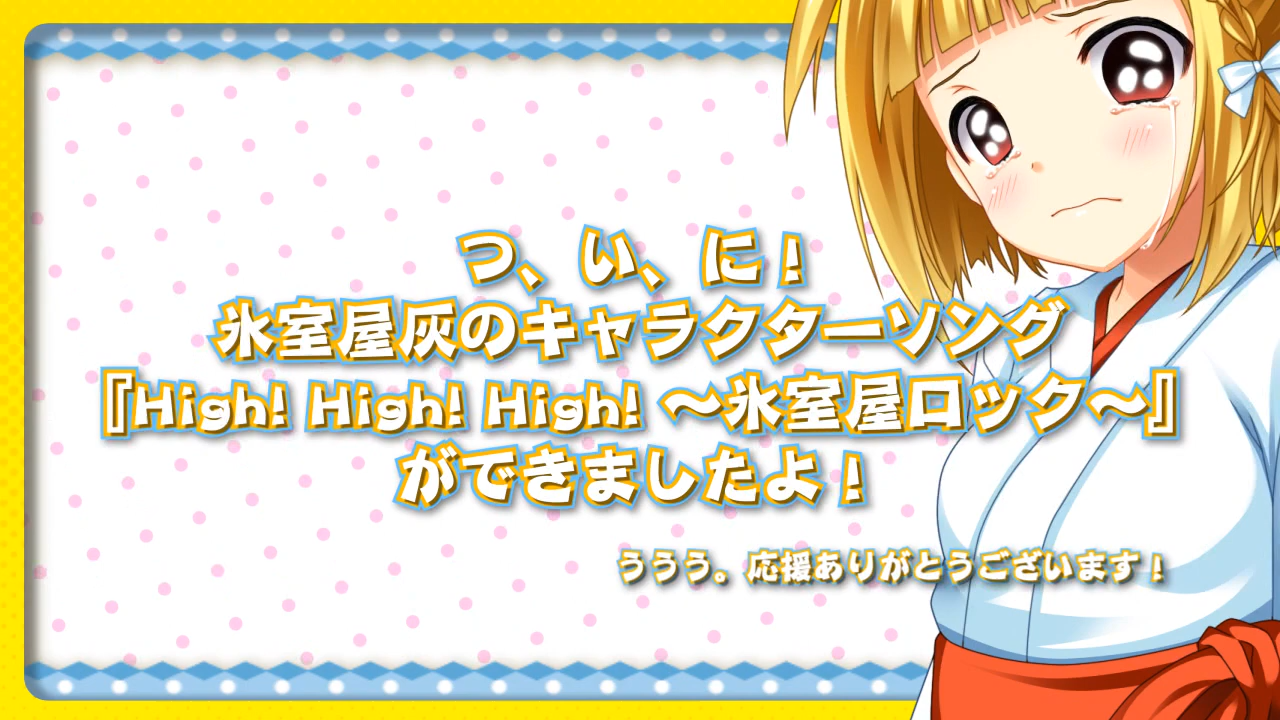 つ、い、に！
氷室屋灰のキャラクターソング
『High! High! High! ～氷室屋ロック～』
ができましたよ！
ううう。応援ありがとうございます！